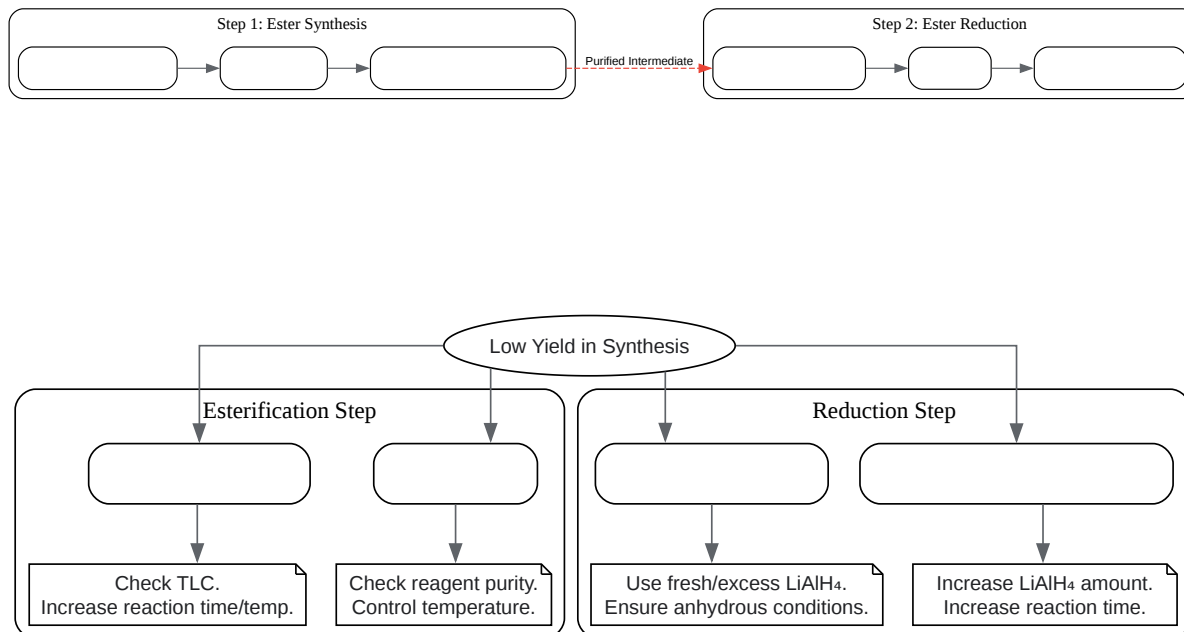 Step 1: Ester Synthesis
Step 2: Ester Reduction
Purified Intermediate
Low Yield in Synthesis
Esterification Step
Reduction Step
Check TLC.
Increase reaction time/temp.
Check reagent purity.
Control temperature.
Use fresh/excess LiAlH₄.
Ensure anhydrous conditions.
Increase LiAlH₄ amount.
Increase reaction time.